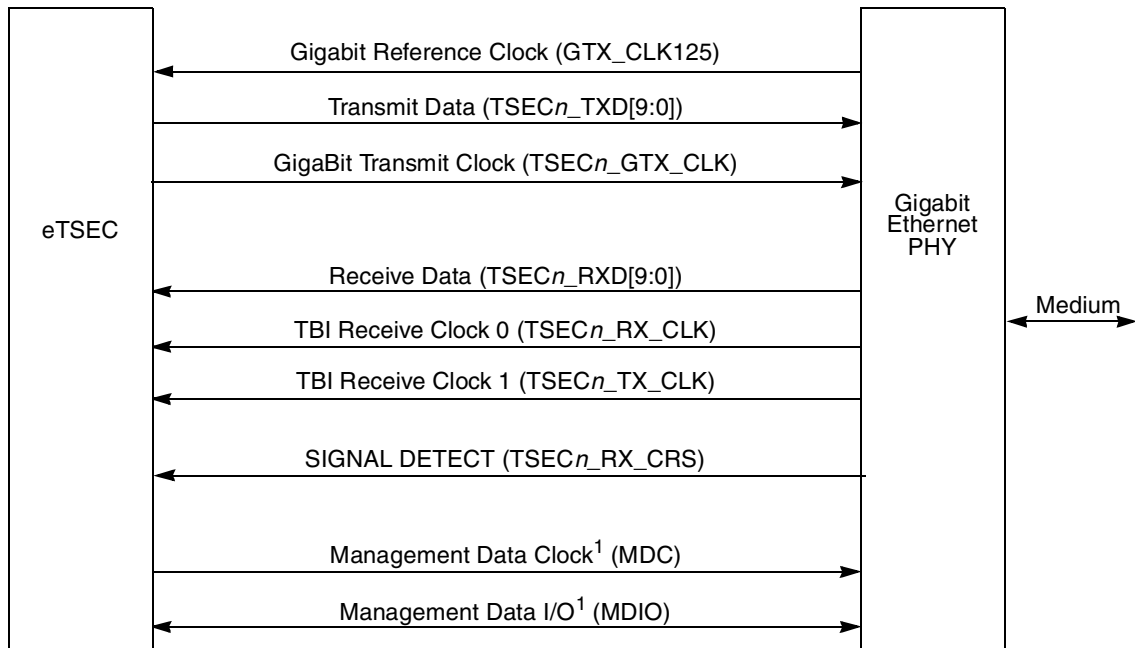 Gigabit Reference Clock (GTX_CLK125)
Transmit Data (TSECn_TXD[9:0])
GigaBit Transmit Clock (TSECn_GTX_CLK)
eTSEC
Gigabit
Ethernet
PHY
Receive Data (TSECn_RXD[9:0])
Medium
TBI Receive Clock 0 (TSECn_RX_CLK)
TBI Receive Clock 1 (TSECn_TX_CLK)
SIGNAL DETECT (TSECn_RX_CRS)
Management Data Clock¹ (MDC)
Management Data I/O¹ (MDIO)